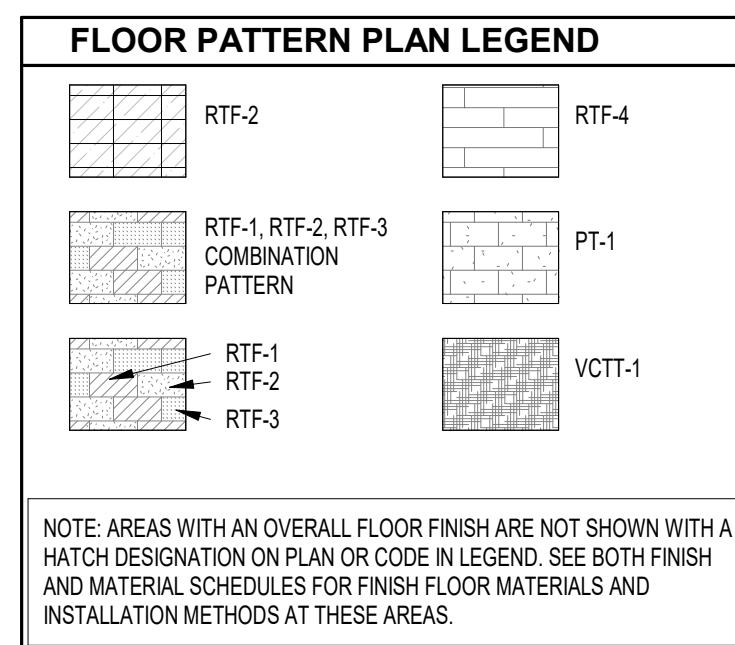 FLOOR PATTERN PLAN LEGEND
RTF-2
RTF-1, RTF-2, RTF-3
COMBINATION
PATTERN
RTF-1
RTF-2
RTF-3
RTF-4
PT-1
VCTT-1
NOTE: AREAS WITH AN OVERALL FLOOR FINISH ARE NOT SHOWN WITH A
HATCH DESIGNATION ON PLAN OR CODE IN LEGEND. SEE BOTH FINISH
AND MATERIAL SCHEDULES FOR FINISH FLOOR MATERIALS AND
INSTALLATION METHODS AT THESE AREAS.